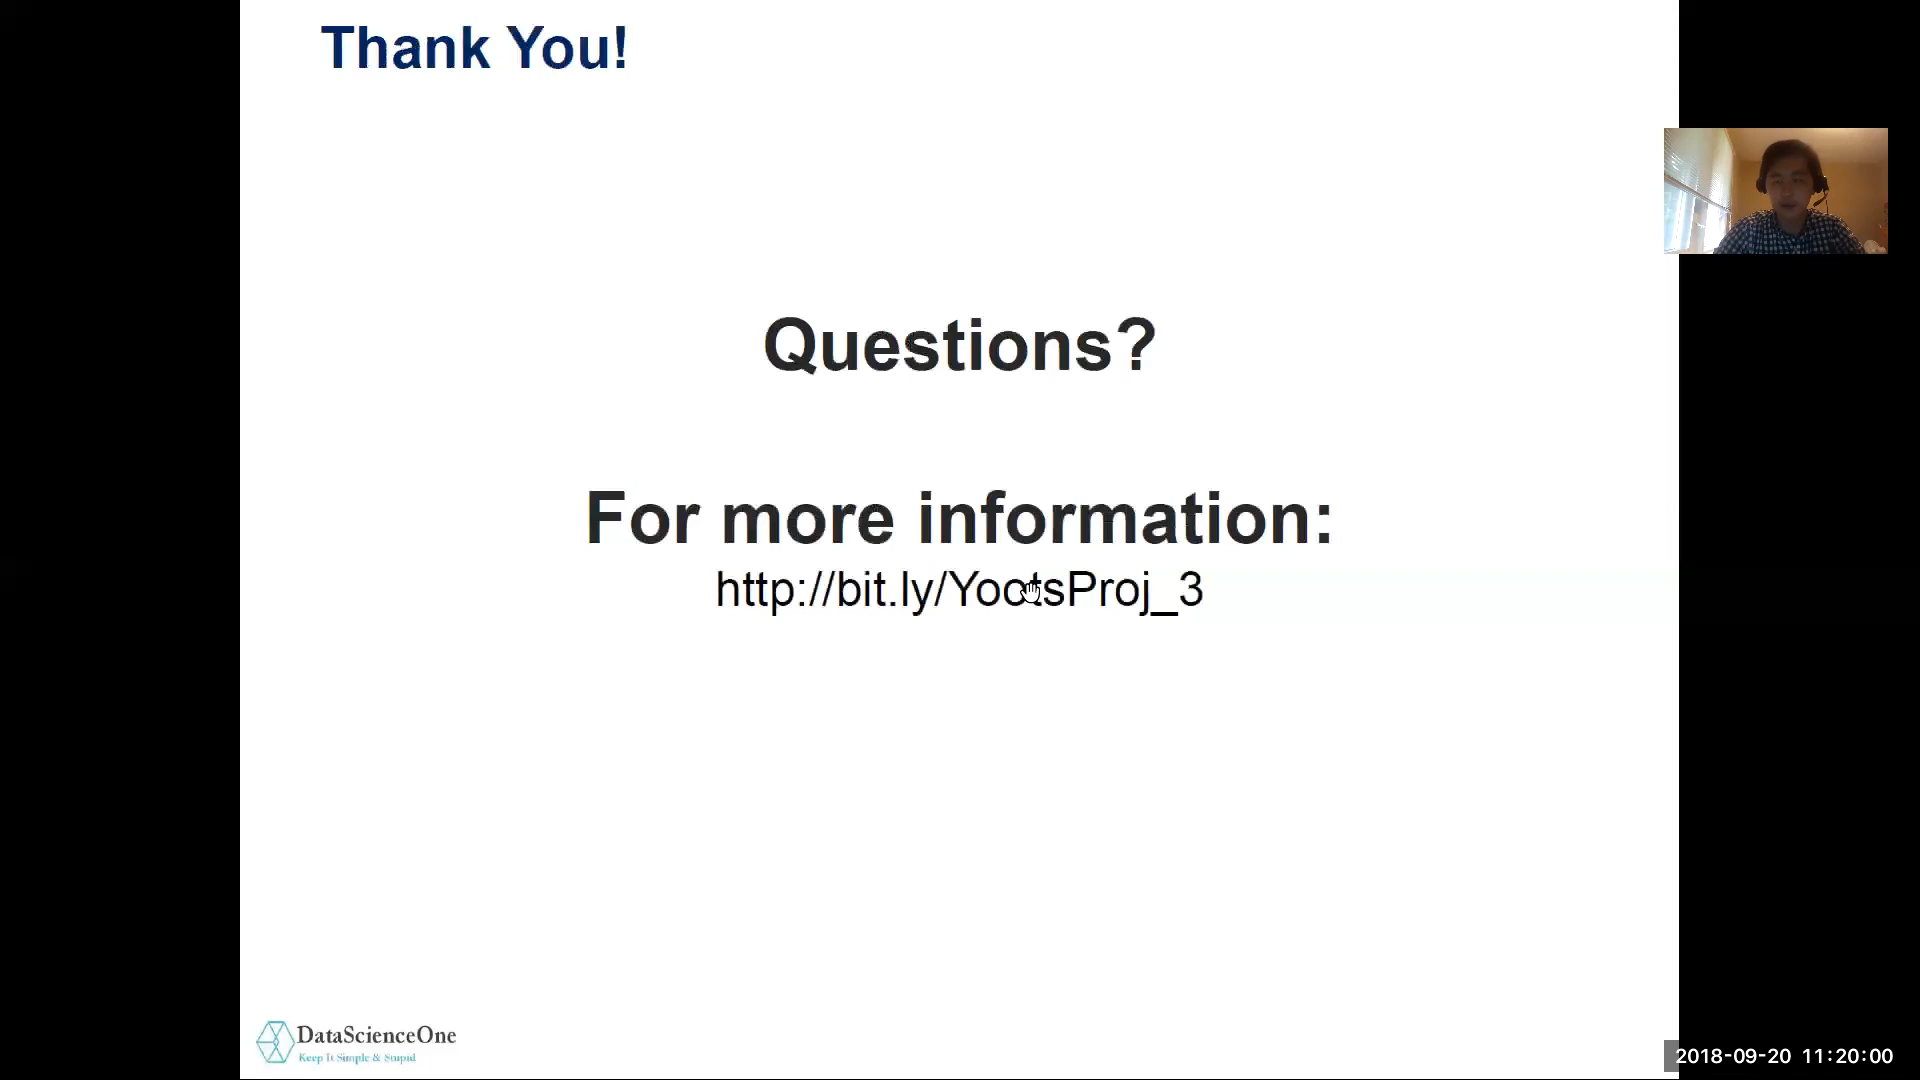 Thank You!
Questions?
For more information:
http://bit.ly/YootsProj_3
DataScienceOne
Keep It Simple & Stupid
2018-09-20 11:20:00